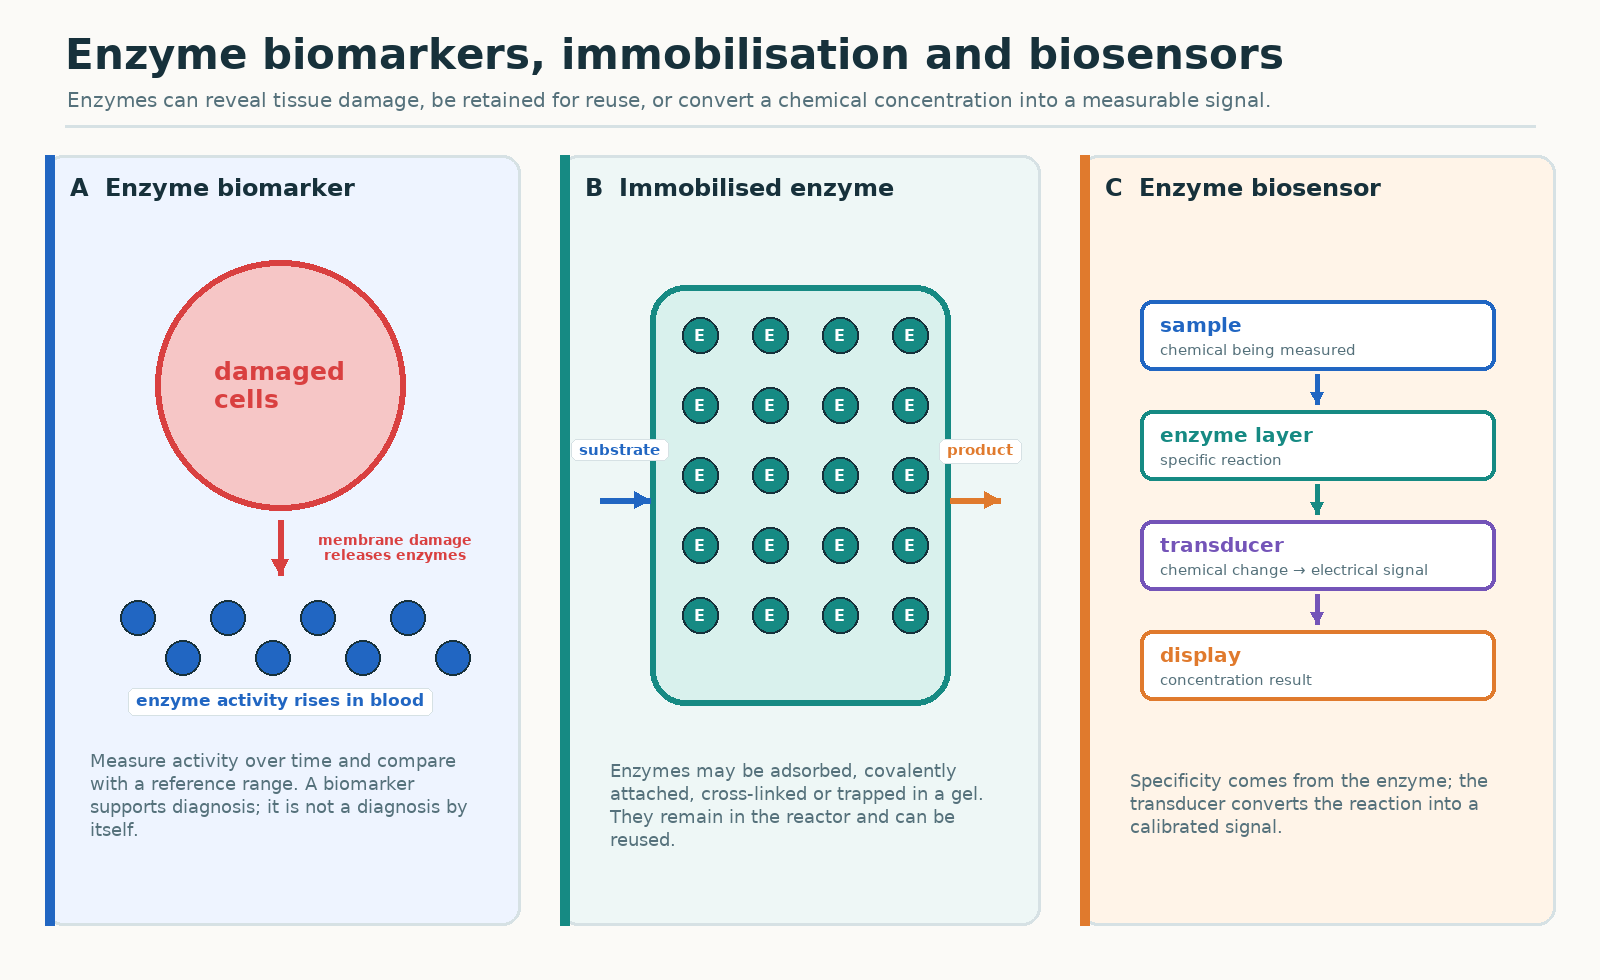 Enzyme biomarkers, immobilisation and biosensors
Enzymes can reveal tissue damage, be retained for reuse, or convert a chemical concentration into a measurable signal.
A Enzyme biomarker
damaged
cells
membrane damage
releases enzymes
enzyme activity rises in blood
Measure activity over time and compare
with a reference range. A biomarker
supports diagnosis; it is not a diagnosis by
itself.
B Immobilised enzyme
E E E E
E E E E
substrate
product
E E E E
E E E E
E E E E
Enzymes may be adsorbed, covalently
attached, cross-linked or trapped in a gel.
They remain in the reactor and can be
reused.
C Enzyme biosensor
sample
chemical being measured
enzyme layer
specific reaction
transducer
chemical change → electrical signal
display
concentration result
Specificity comes from the enzyme; the
transducer converts the reaction into a
calibrated signal.